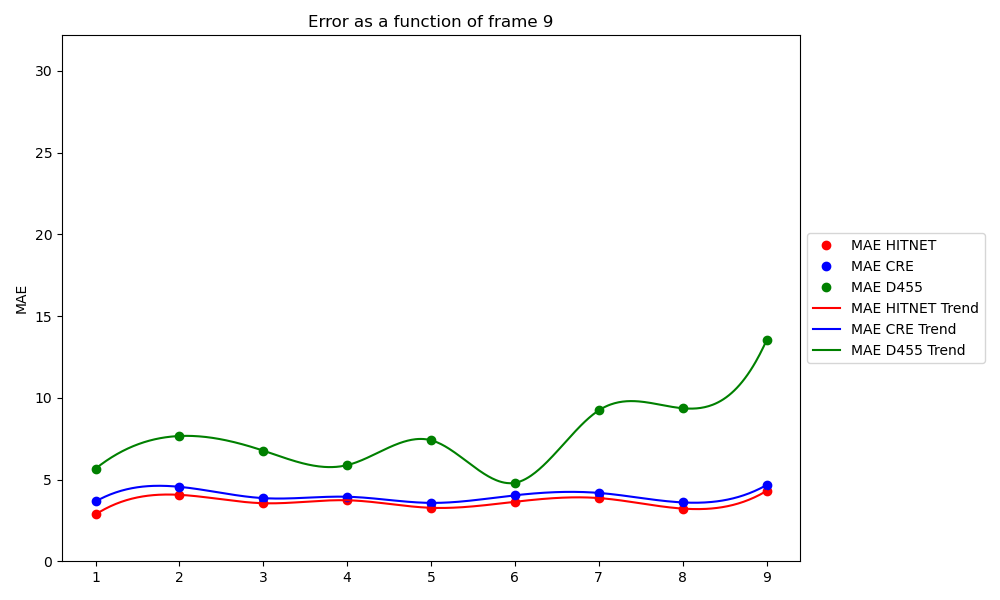 Error as a function of frame 9
MAE
30
25
20
15
10
5
0
1 2 3 4 5 6 7 8 9
MAE HITNET
MAE CRE
MAE D455
MAE HITNET Trend
MAE CRE Trend
MAE D455 Trend